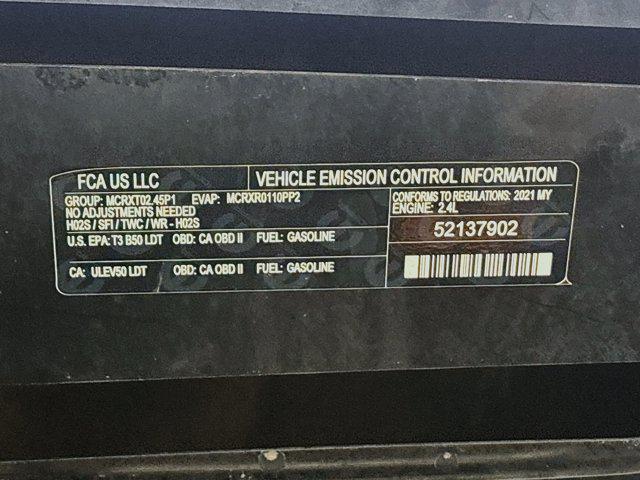 FCA US LLC
VEHICLE EMISSION CONTROL INFORMATION
GROUP: MCRXT02.45P1 EVAP: MCRXR0110PP2
NO ADJUSTMENTS NEEDED
H02S / SFI / TWC / WR - H02S
U.S. EPA: T3 B50 LDT OBD: CA OBD II FUEL: GASOLINE
CA: ULEV50 LDT OBD: CA OBD II FUEL: GASOLINE
CONFORMS TO REGULATIONS: 2021 MY
ENGINE: 2.4L
52137902